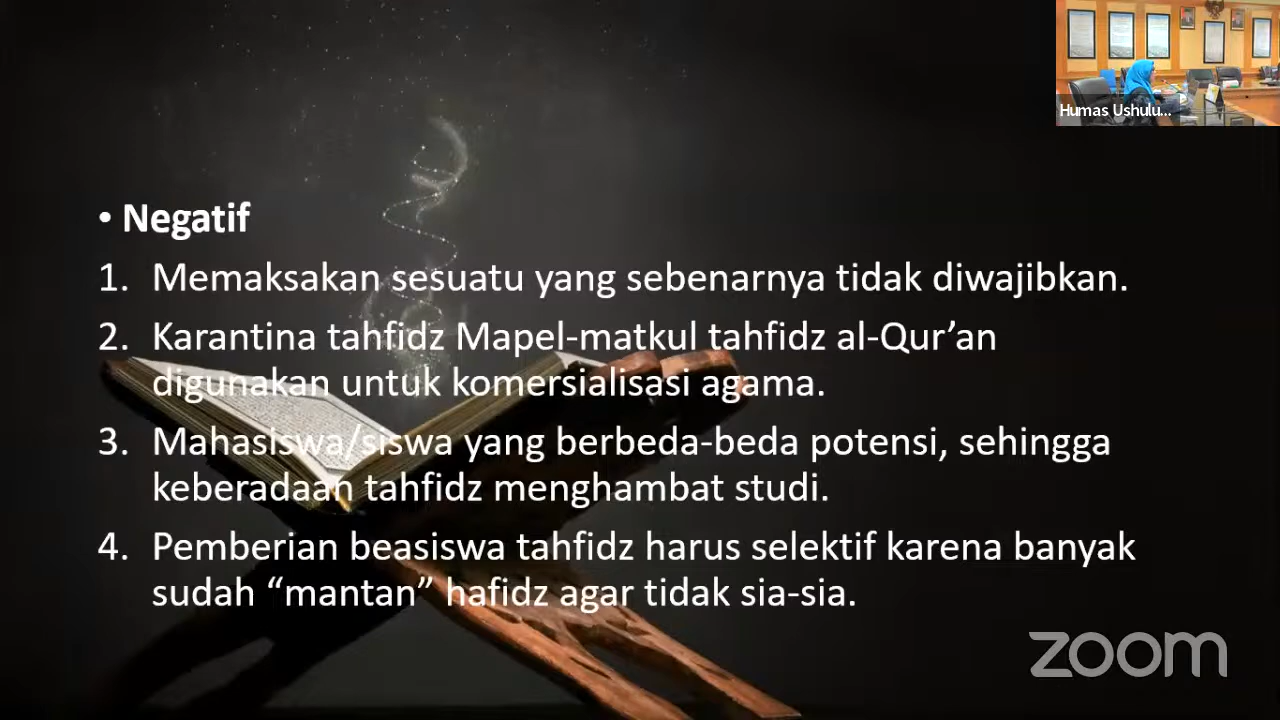 Humas Ushulu...
• Negatif
1. Memaksakan sesuatu yang sebenarnya tidak diwajibkan.
2. Karantina tahfidz Mapel-matkul tahfidz al-Qur’an
digunakan untuk komersialisasi agama.
3. Mahasiswa/siswa yang berbeda-beda potensi, sehingga
keberadaan tahfidz menghambat studi.
4. Pemberian beasiswa tahfidz harus selektif karena banyak
sudah “mantan” hafidz agar tidak sia-sia.
zoom